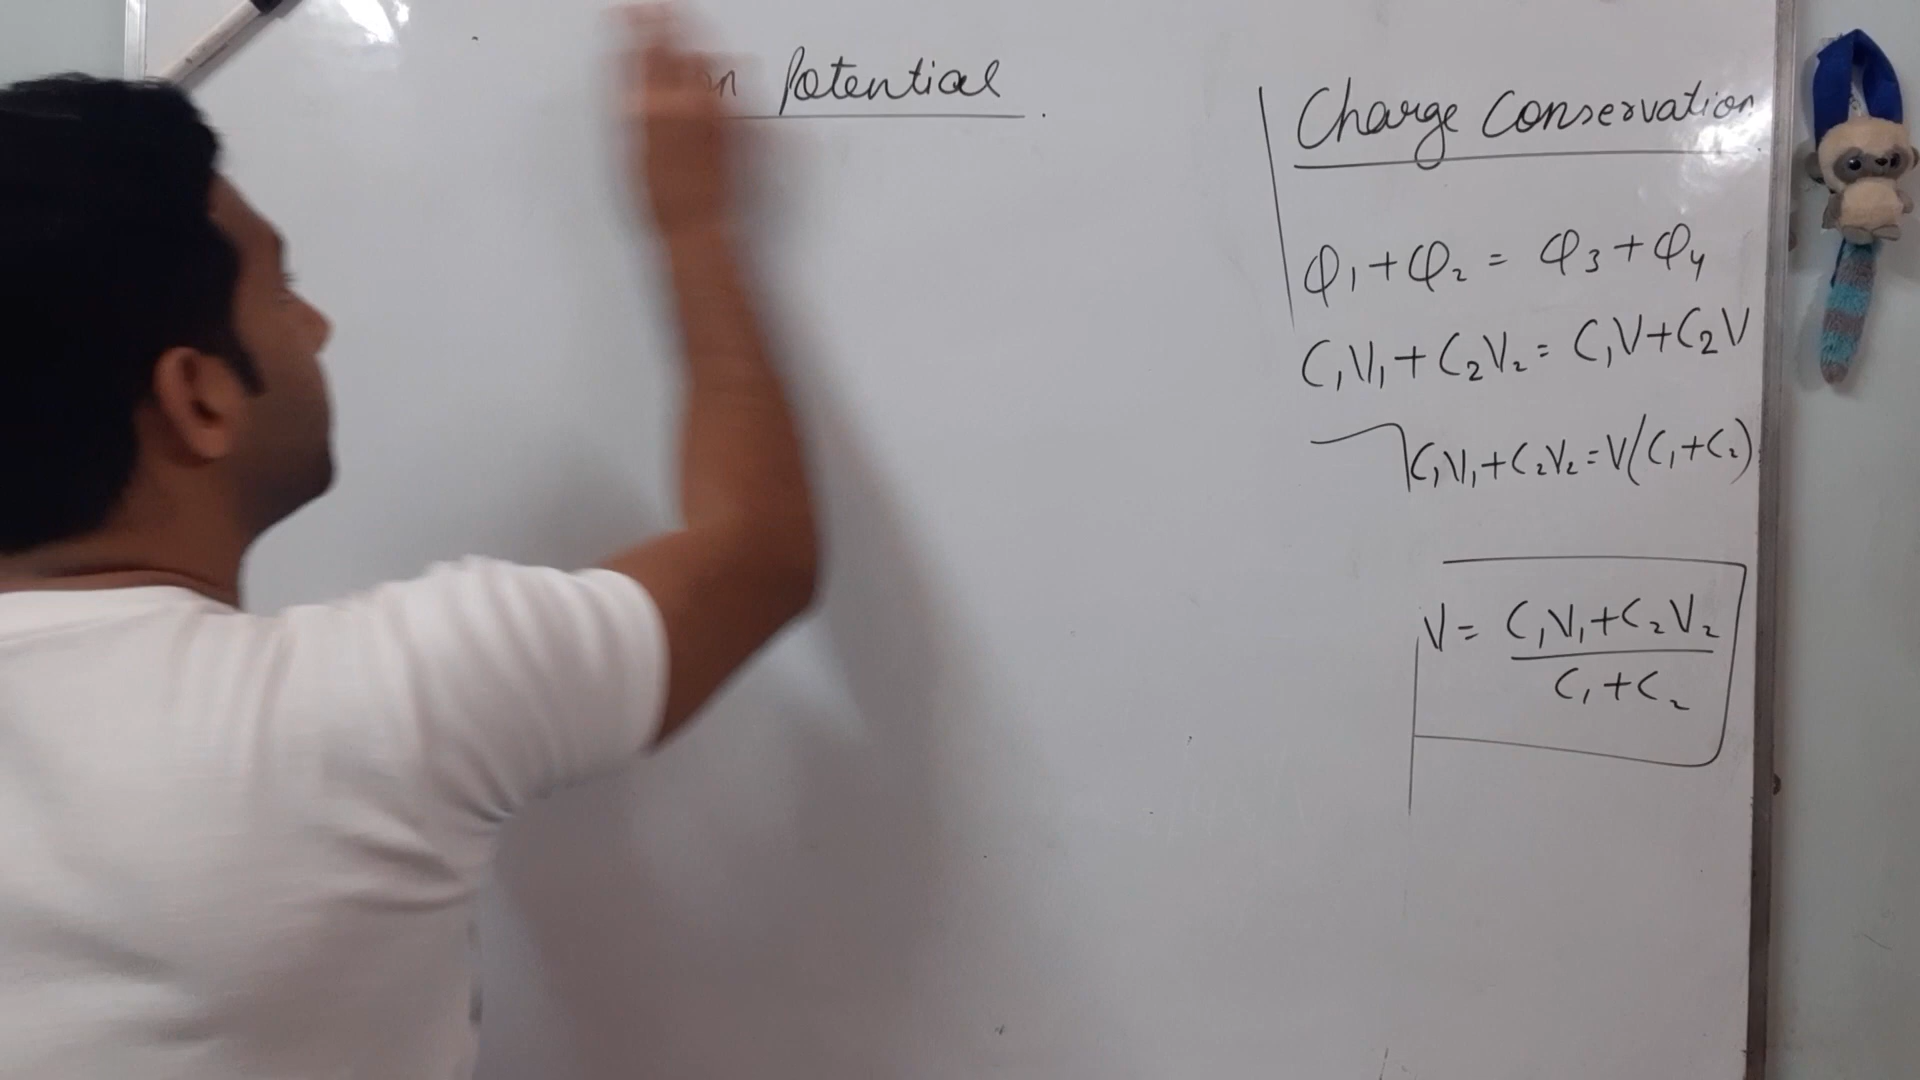 Potential
Charge Conservation
Q₁+Q₂ = Q₃+Q₄
C₁V₁+C₂V₂ = C₁V+C₂V
C₁V₁+C₂V₂ = V(C₁+C₂)
V = C₁V₁+C₂V₂
C₁+C₂